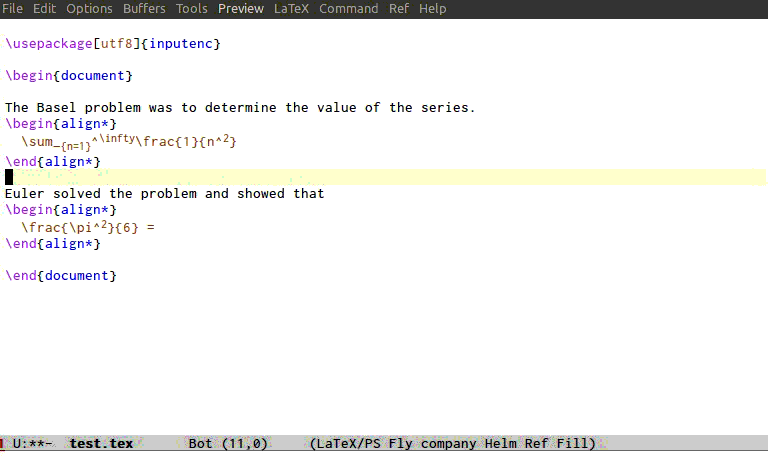 File Edit Options Buffers Tools Preview LaTeX Command Ref Help
\usepackage[utf8]{inputenc}
\begin{document}
The Basel problem was to determine the value of the series.
\begin{align*}
\sum_{n=1}^\infty\frac{1}{n^2}
\end{align*}
Euler solved the problem and showed that
\begin{align*}
\frac{\pi^2}{6} =
\end{align*}
\end{document}
U:**- test.tex Bot (11,0) (LaTeX/PS Fly company Helm Ref Fill)